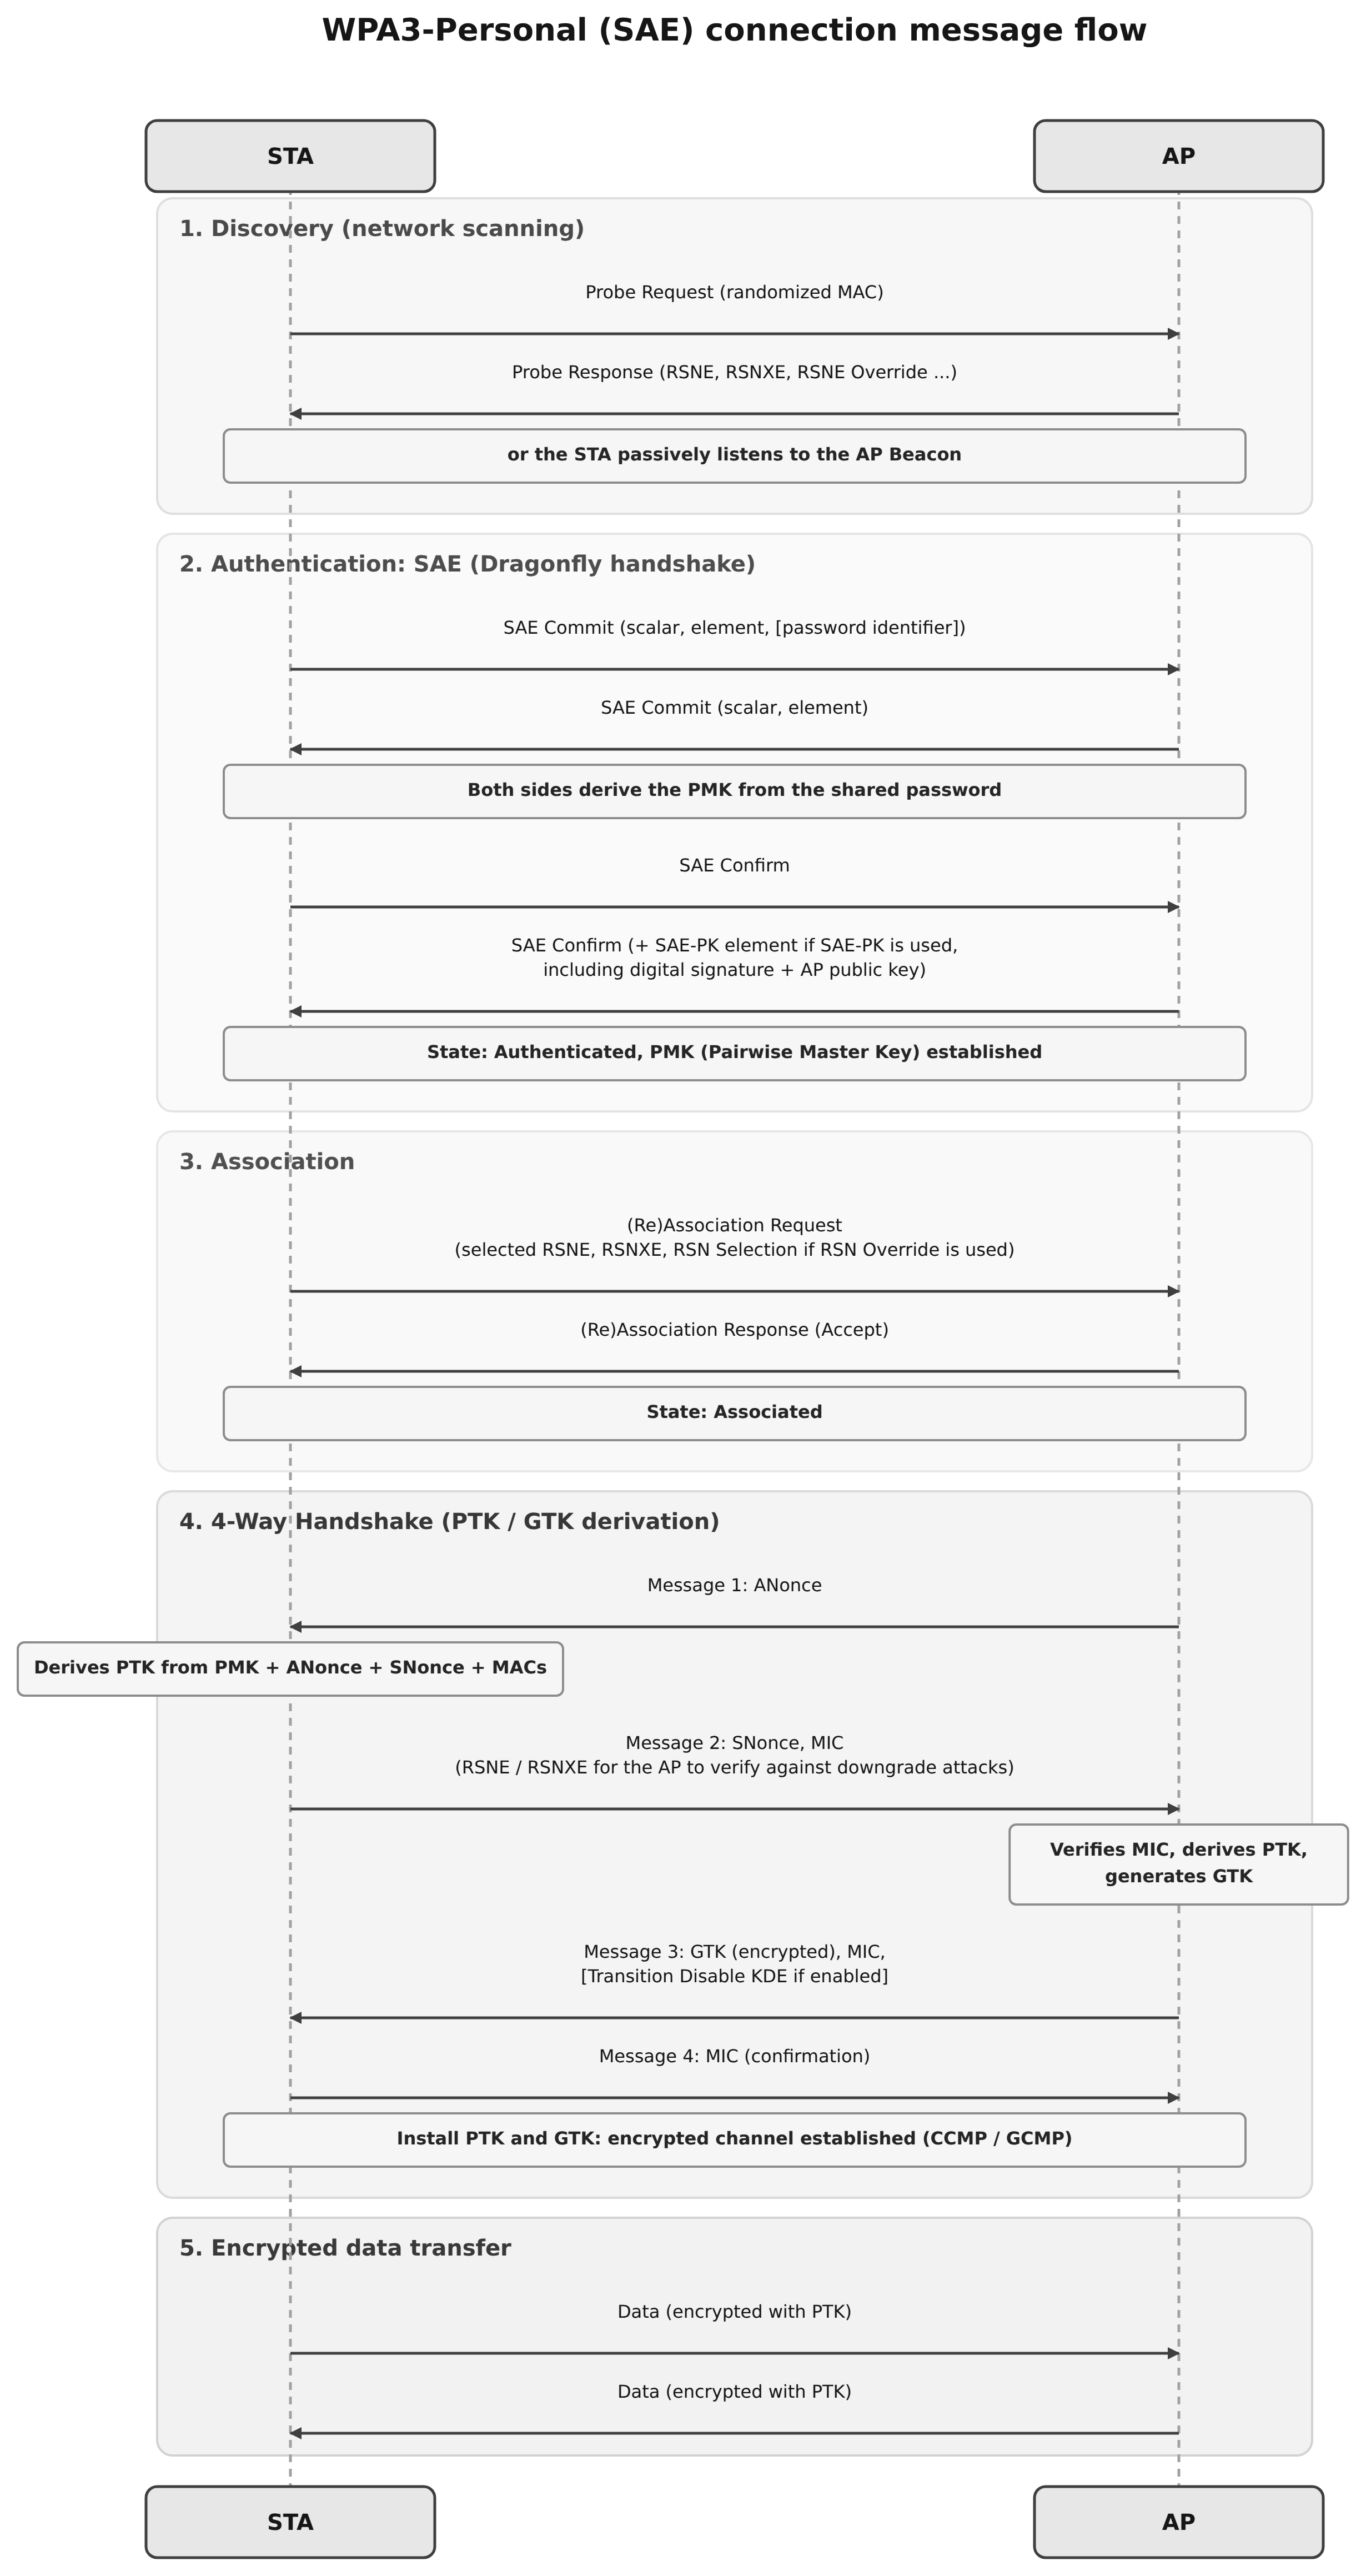 WPA3-Personal (SAE) connection message flow
STA
AP
1. Discovery (network scanning)
Probe Request (randomized MAC)
Probe Response (RSNE, RSNXE, RSNE Override ...)
or the STA passively listens to the AP Beacon
2. Authentication: SAE (Dragonfly handshake)
SAE Commit (scalar, element, [password identifier])
SAE Commit (scalar, element)
Both sides derive the PMK from the shared password
SAE Confirm
SAE Confirm (+ SAE-PK element if SAE-PK is used,
including digital signature + AP public key)
State: Authenticated, PMK (Pairwise Master Key) established
3. Association
(Re)Association Request
(selected RSNE, RSNXE, RSN Selection if RSN Override is used)
(Re)Association Response (Accept)
State: Associated
4. 4-Way Handshake (PTK / GTK derivation)
Message 1: ANonce
Derives PTK from PMK + ANonce + SNonce + MACs
Message 2: SNonce, MIC
(RSNE / RSNXE for the AP to verify against downgrade attacks)
Verifies MIC, derives PTK,
generates GTK
Message 3: GTK (encrypted), MIC,
[Transition Disable KDE if enabled]
Message 4: MIC (confirmation)
Install PTK and GTK: encrypted channel established (CCMP / GCMP)
5. Encrypted data transfer
Data (encrypted with PTK)
Data (encrypted with PTK)
STA
AP